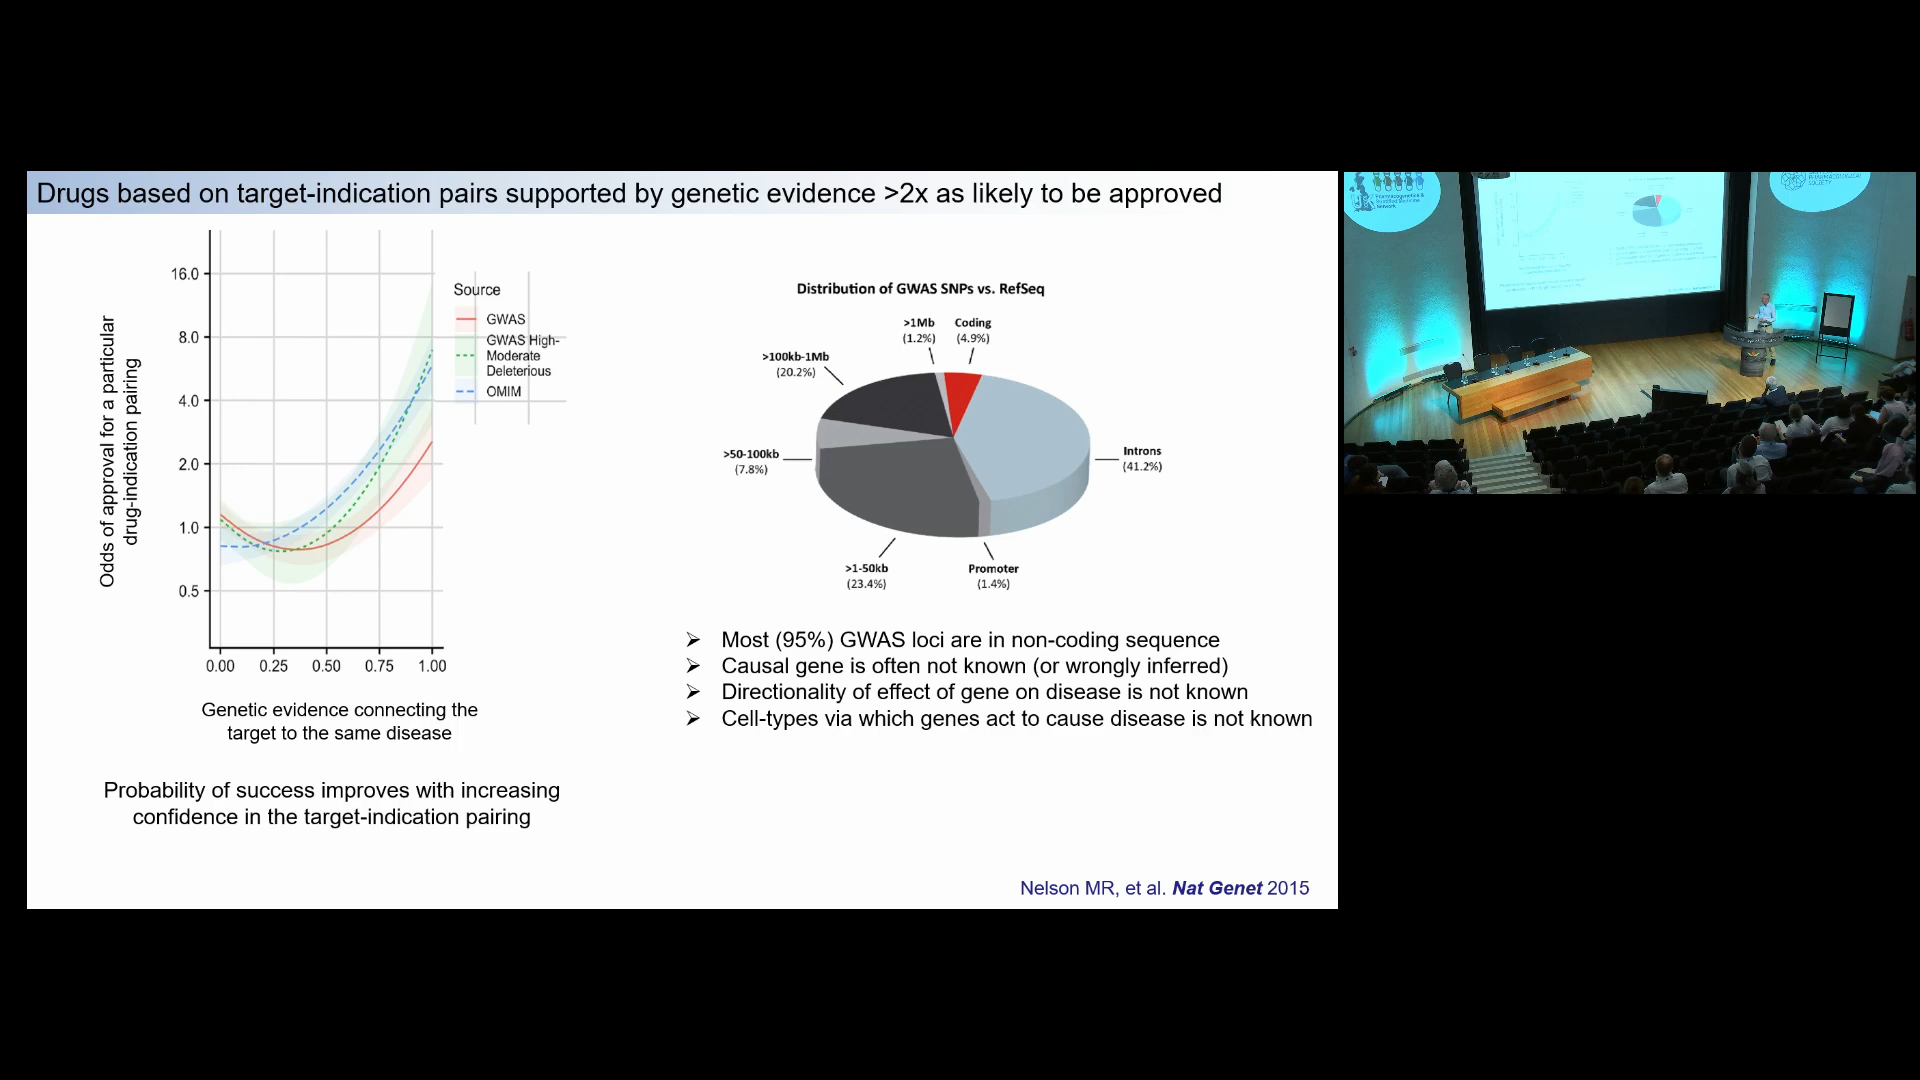 Drugs based on target-indication pairs supported by genetic evidence >2x as likely to be approved
Odds of approval for a particular
drug-indication pairing
16.0
8.0
4.0
2.0
1.0
0.5
0.00 0.25 0.50 0.75 1.00
Source
GWAS
GWAS High-
Moderate
Deleterious
OMIM
Genetic evidence connecting the
target to the same disease
Probability of success improves with increasing
confidence in the target-indication pairing
Distribution of GWAS SNPs vs. RefSeq
>1Mb
(1.2%)
Coding
(4.9%)
>100kb-1Mb
(20.2%)
>50-100kb
(7.8%)
Introns
(41.2%)
>1-50kb
(23.4%)
Promoter
(1.4%)
➢ Most (95%) GWAS loci are in non-coding sequence
➢ Causal gene is often not known (or wrongly inferred)
➢ Directionality of effect of gene on disease is not known
➢ Cell-types via which genes act to cause disease is not known
Nelson MR, et al. Nat Genet 2015
Pharmacogenetics &
Stratified Medicine
Network
PHARMACOLOGICAL
SOCIETY